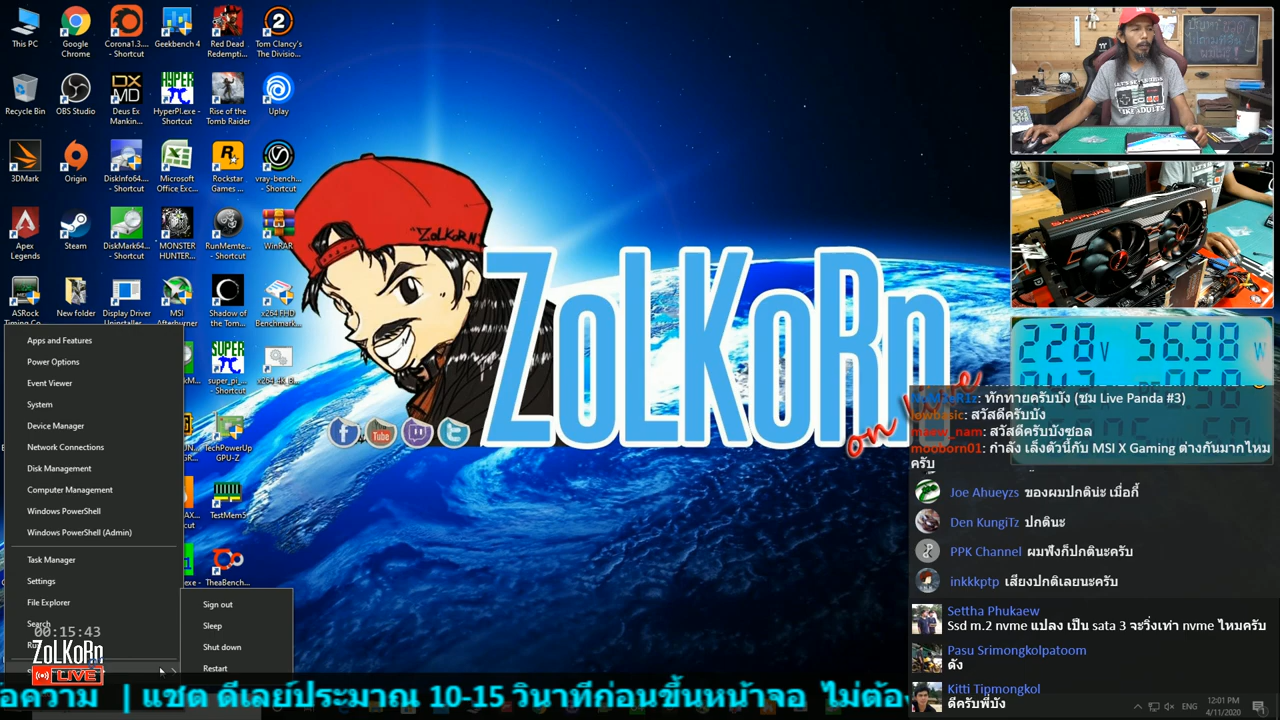 This PC
Google Chrome
Corona1.3.... - Shortcut
Geekbench 4
Red Dead Redempti...
Tom Clancy's The Divisio...
Recycle Bin
OBS Studio
Deus Ex Mankin...
HyperPi.exe - Shortcut
Rise of the Tomb Raider
Uplay
3DMark
Origin
DiskInfo64... - Shortcut
Microsoft Office Exc...
Rockstar Games ...
vray-benc... - Shortcut
Apex Legends
Steam
DiskMark64... - Shortcut
MONSTER HUNTER:...
RunMemte... - Shortcut
WinRAR
ASRock Timing Co...
New folder
Display Driver Uninstaller
MSI Afterburner
Shadow of the Tom...
x264 FHD Benchmark...
super_pi_... - Shortcut
x264_4K_B...
TechPowerUp GPU-Z
TestMem5
TheaBench...
Apps and Features
Power Options
Event Viewer
System
Device Manager
Network Connections
Disk Management
Computer Management
Windows PowerShell
Windows PowerShell (Admin)
Task Manager
Settings
File Explorer
Search
Sign out
Sleep
Shut down
Restart
00:15:43
ZoLKoRn
LIVE
ZoLKoRn
ZoLKoRn
on Live
228 V 56.98 W
: ทักทายครับบัง (ชม Live Panda #3)
lowbasic: สวัสดีครับบัง
สวัสดีครับบังซอล
mooborn01: กำลัง เล็งตัวนี้กับ MSI X Gaming ต่างกันมากไหม
ครับ
Joe Ahueyzs ของผมปกติน่ะ เมื่อกี้
Den KungiTz ปกตินะ
PPK Channel ผมฟังก็ปกตินะครับ
inkkkptp เสียงปกติเลยนะครับ
Settha Phukaew
Ssd m.2 nvme แปลง เป็น sata 3 จะวิ่งเท่า nvme ไหมครับ
Pasu Srimongkolpatoom
ดัง
Kitti Tipmongkol
ดีครับพี่บัง
| แชต ดีเลย์ประมาณ 10-15 วินาทีก่อนขึ้นหน้าจอ ไม่ต้อง
ENG
12:01 PM
4/11/2020